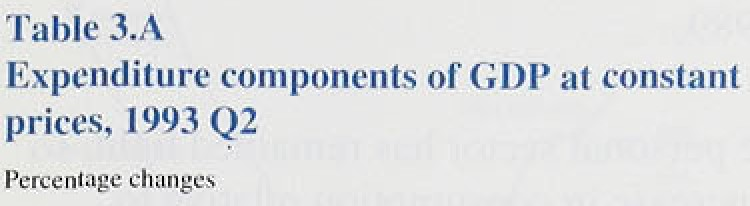 Table 3.A
Expenditure components of GDP at constant
prices, 1993 Q2
Percentage changes